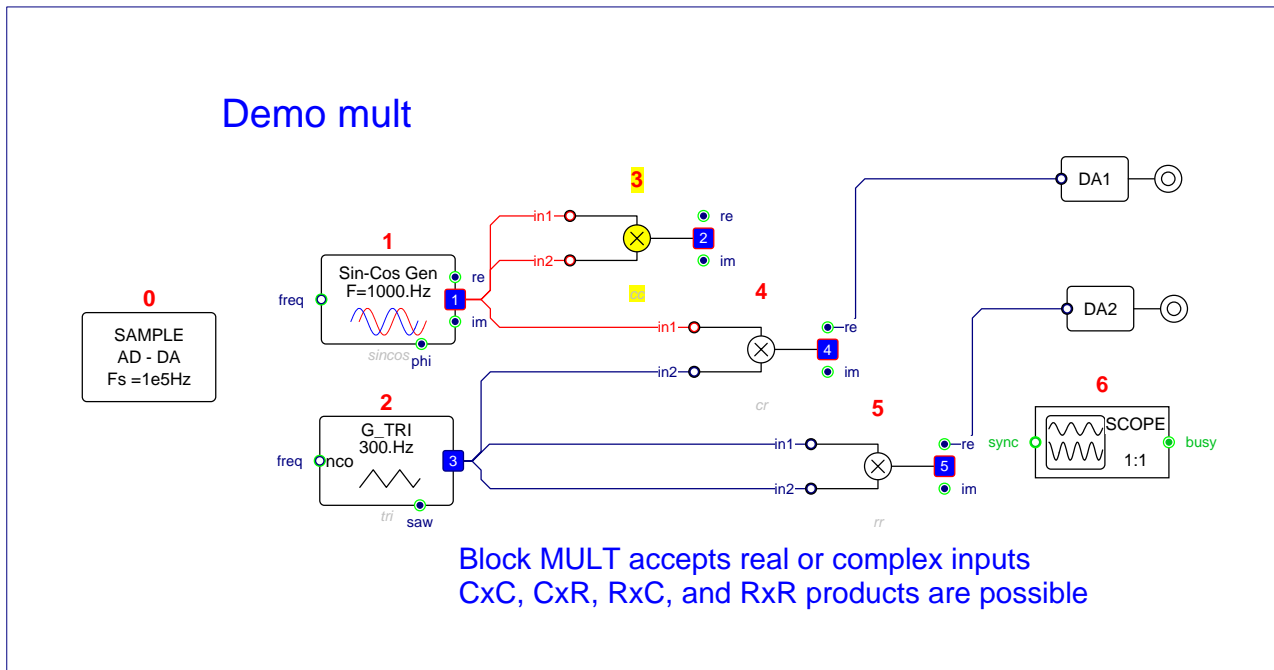 Demo mult
0
SAMPLE
AD - DA
Fs =1e5Hz
1
Sin-Cos Gen
F=1000.Hz
freq
re
1
im
phi
sincos
2
G_TRI
300.Hz
freq
nco
3
saw
tri
3
in1
in2
re
2
im
cc
4
in1
in2
re
4
im
cr
5
in1
in2
re
5
im
rr
DA1
DA2
6
SCOPE
1:1
sync
busy
Block MULT accepts real or complex inputs
CxC, CxR, RxC, and RxR products are possible